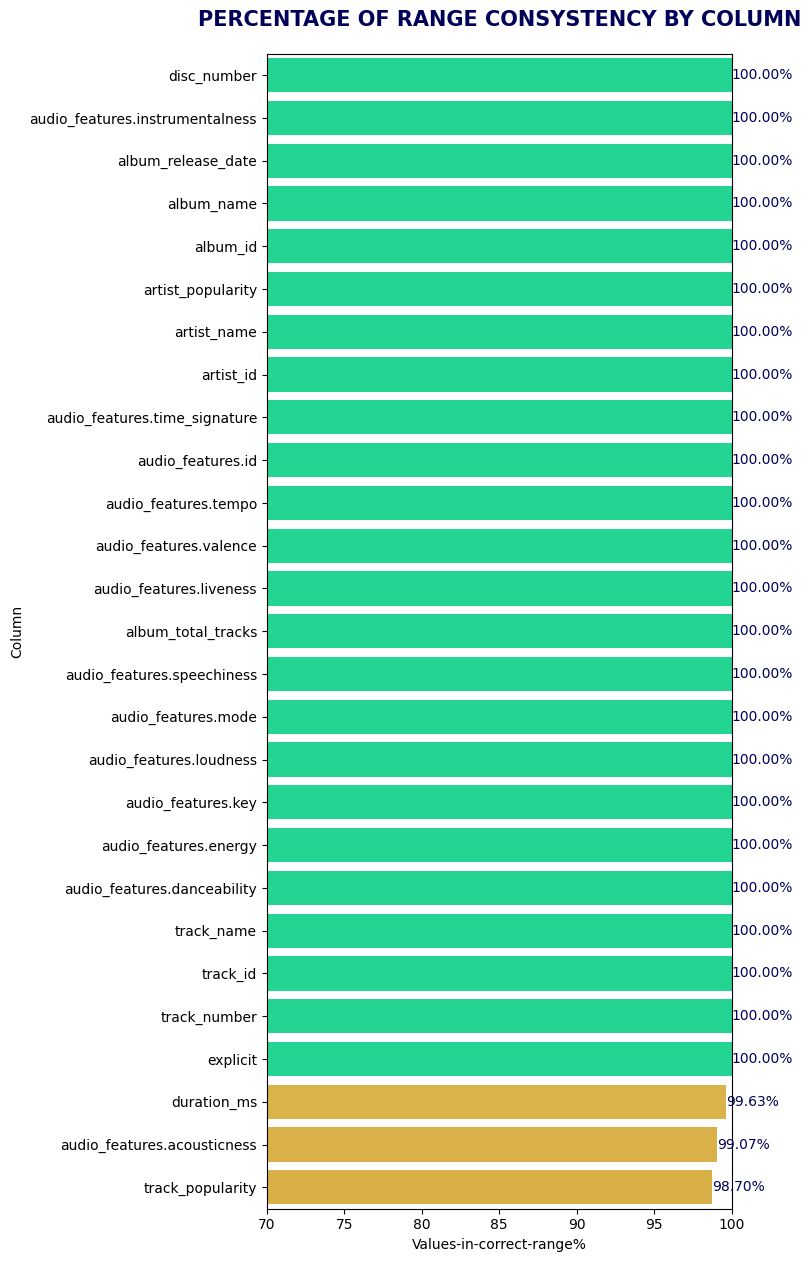 PERCENTAGE OF RANGE CONSYSTENCY BY COLUMN
disc_number 100.00%
audio_features.instrumentalness 100.00%
album_release_date 100.00%
album_name 100.00%
album_id 100.00%
artist_popularity 100.00%
artist_name 100.00%
artist_id 100.00%
audio_features.time_signature 100.00%
audio_features.id 100.00%
audio_features.tempo 100.00%
audio_features.valence 100.00%
audio_features.liveness 100.00%
album_total_tracks 100.00%
audio_features.speechiness 100.00%
audio_features.mode 100.00%
audio_features.loudness 100.00%
audio_features.key 100.00%
audio_features.energy 100.00%
audio_features.danceability 100.00%
track_name 100.00%
track_id 100.00%
track_number 100.00%
explicit 100.00%
duration_ms 99.63%
audio_features.acousticness 99.07%
track_popularity 98.70%
Column
70 75 80 85 90 95 100
Values-in-correct-range%